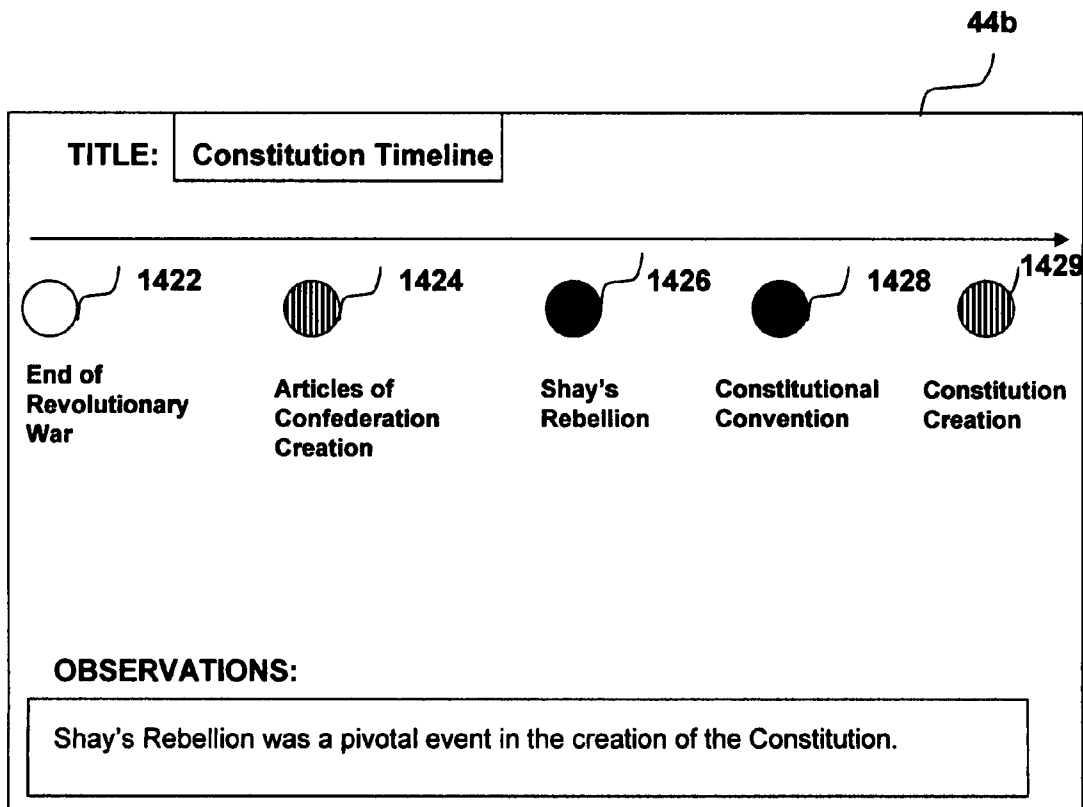 44b
TITLE: Constitution Timeline
1422 1424 1426 1428 1429
End of
Revolutionary
War
Articles of
Confederation
Creation
Shay's
Rebellion
Constitutional
Convention
Constitution
Creation
OBSERVATIONS:
Shay's Rebellion was a pivotal event in the creation of the Constitution.